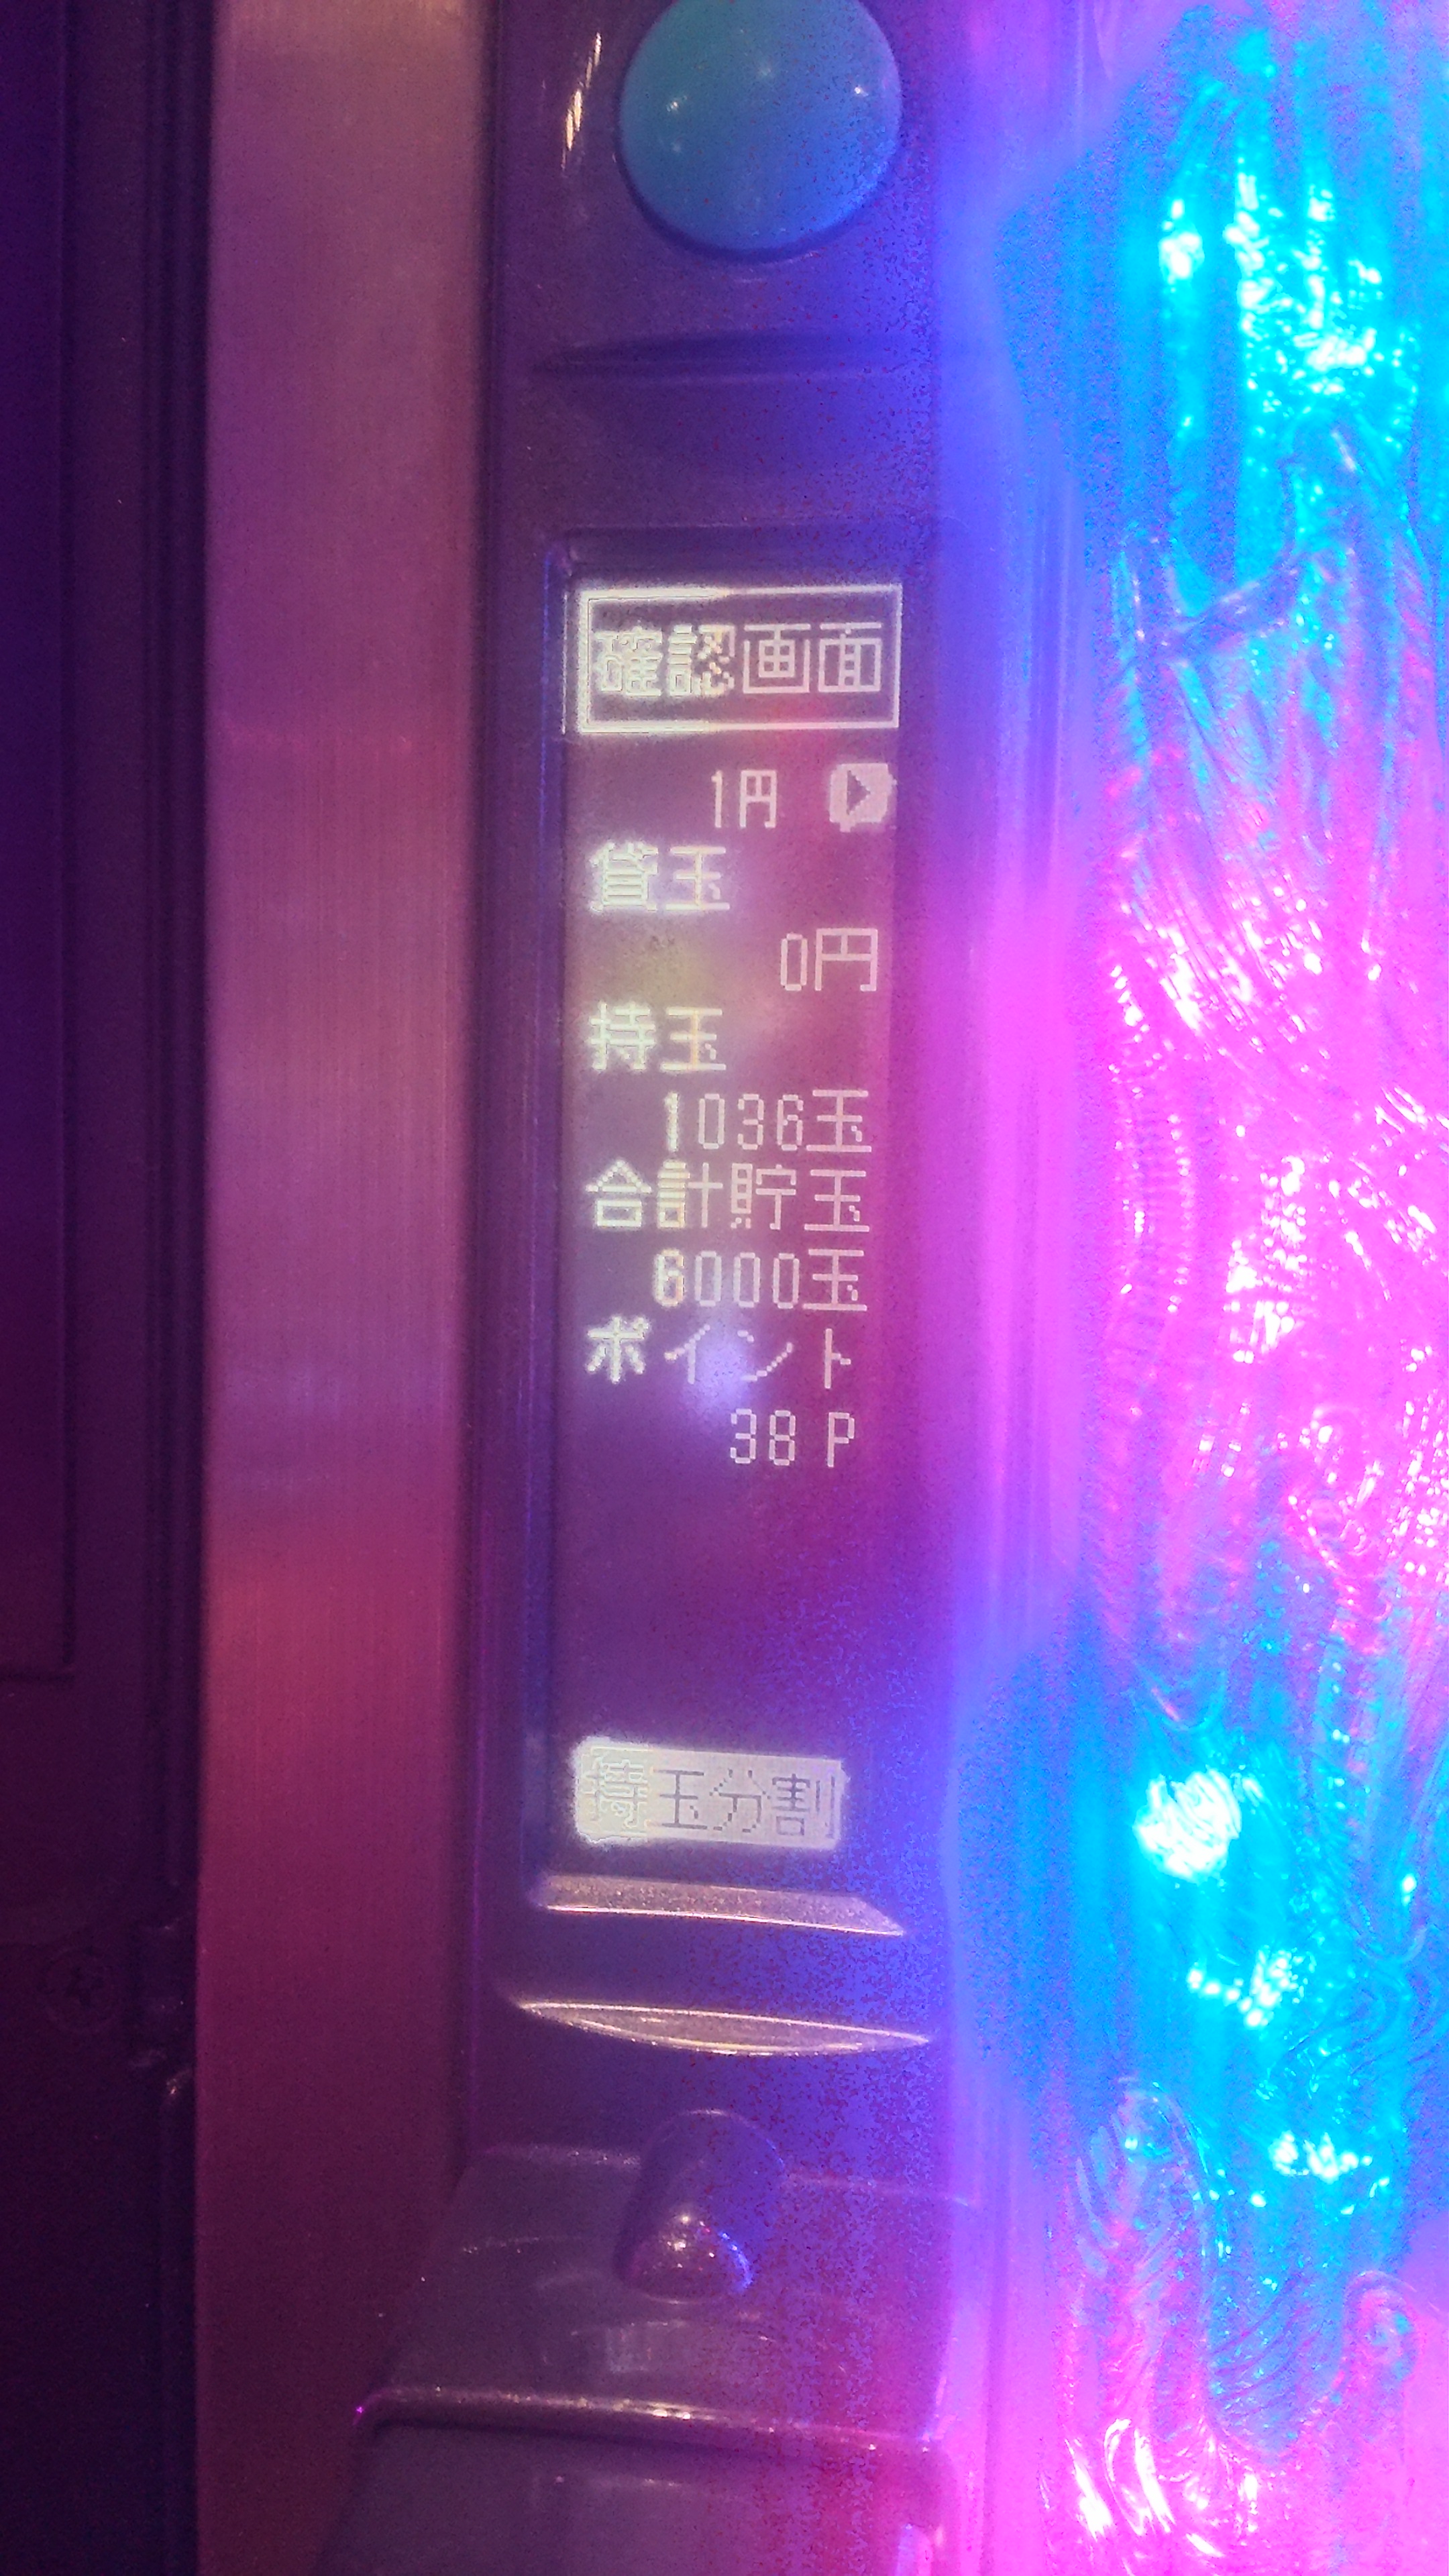 確認画面
1円
貸玉
0円
持玉
1036玉
合計貯玉
6000玉
ポイント
38 P
持玉分割